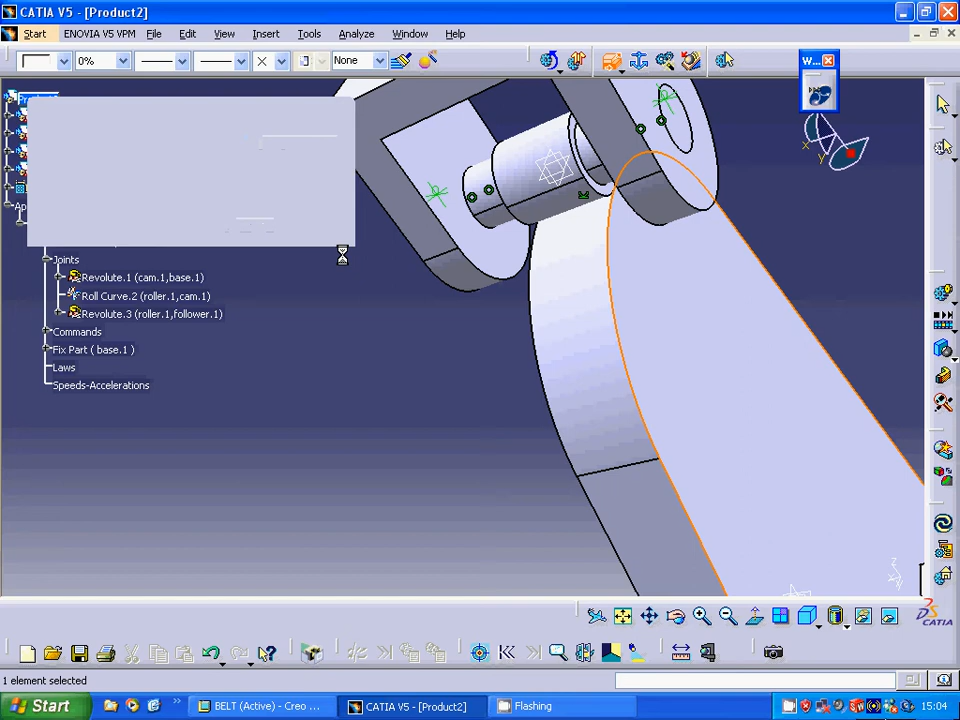 CATIA V5 - [Product2]
Start ENOVIA V5 VPM File Edit View Insert Tools Analyze Window Help
0% None
W...
x
y
Joints
Revolute.1 (cam.1,base.1)
Roll Curve.2 (roller.1,cam.1)
Revolute.3 (roller.1,follower.1)
Commands
Fix Part ( base.1 )
Laws
Speeds-Accelerations
z
CATIA
1 element selected
Start BELT (Active) - Creo ... CATIA V5 - [Product2] Flashing 15:04